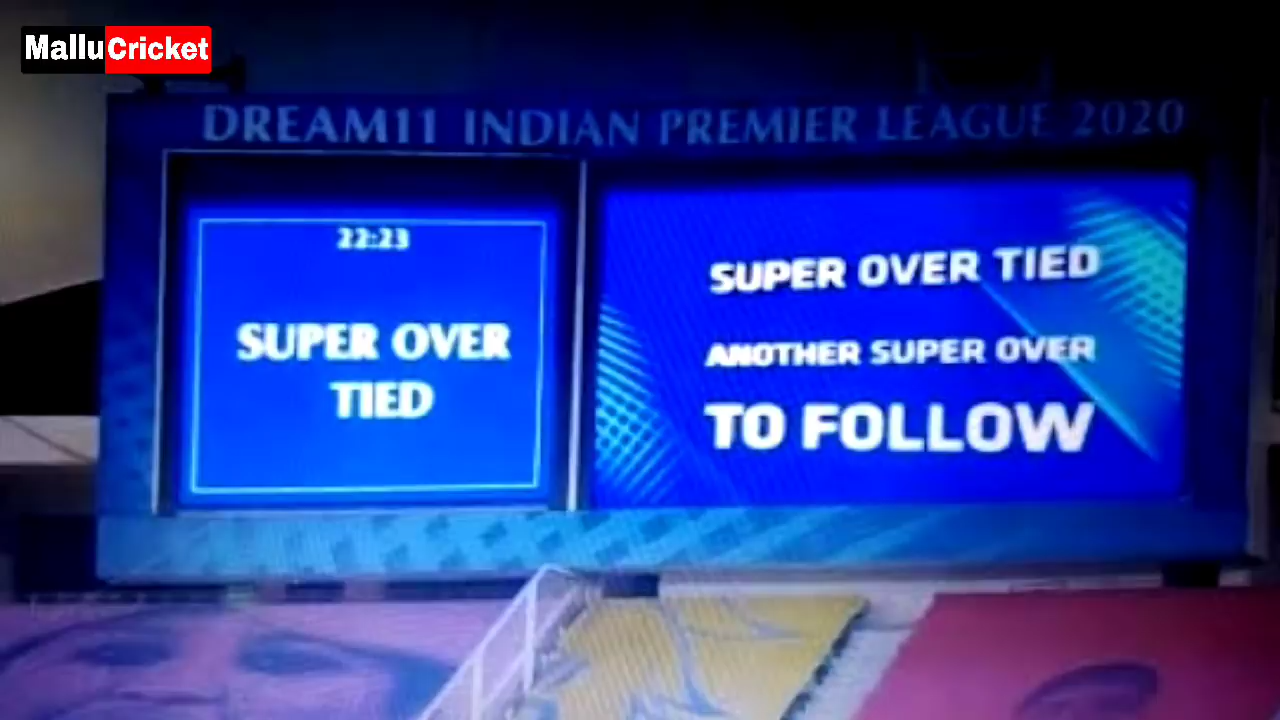 MalluCricket
DREAM11 INDIAN PREMIER LEAGUE 2020
22:23
SUPER OVER
TIED
SUPER OVER TIED
ANOTHER SUPER OVER
TO FOLLOW